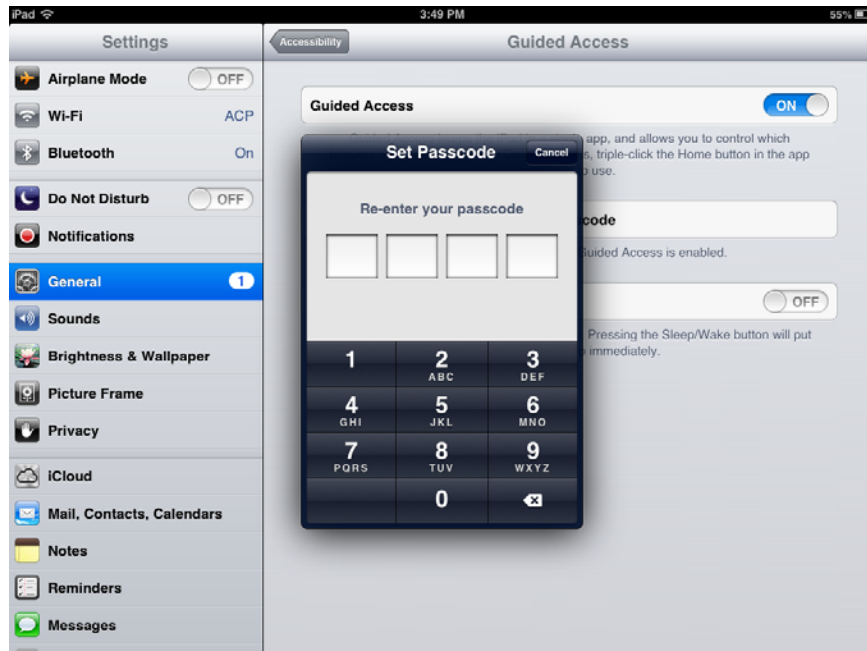 iPad
3:49 PM
55%
Settings
Airplane Mode OFF
Wi-Fi ACP
Bluetooth On
Do Not Disturb OFF
Notifications
General 1
Sounds
Brightness & Wallpaper
Picture Frame
Privacy
iCloud
Mail, Contacts, Calendars
Notes
Reminders
Messages
Accessibility
Guided Access
Guided Access ON
app, and allows you to control which
s, triple-click the Home button in the app
use.
code
Guided Access is enabled.
OFF
Pressing the Sleep/Wake button will put
immediately.
Set Passcode
Cancel
Re-enter your passcode
1
2 ABC
3 DEF
4 GHI
5 JKL
6 MNO
7 PQRS
8 TUV
9 WXYZ
0